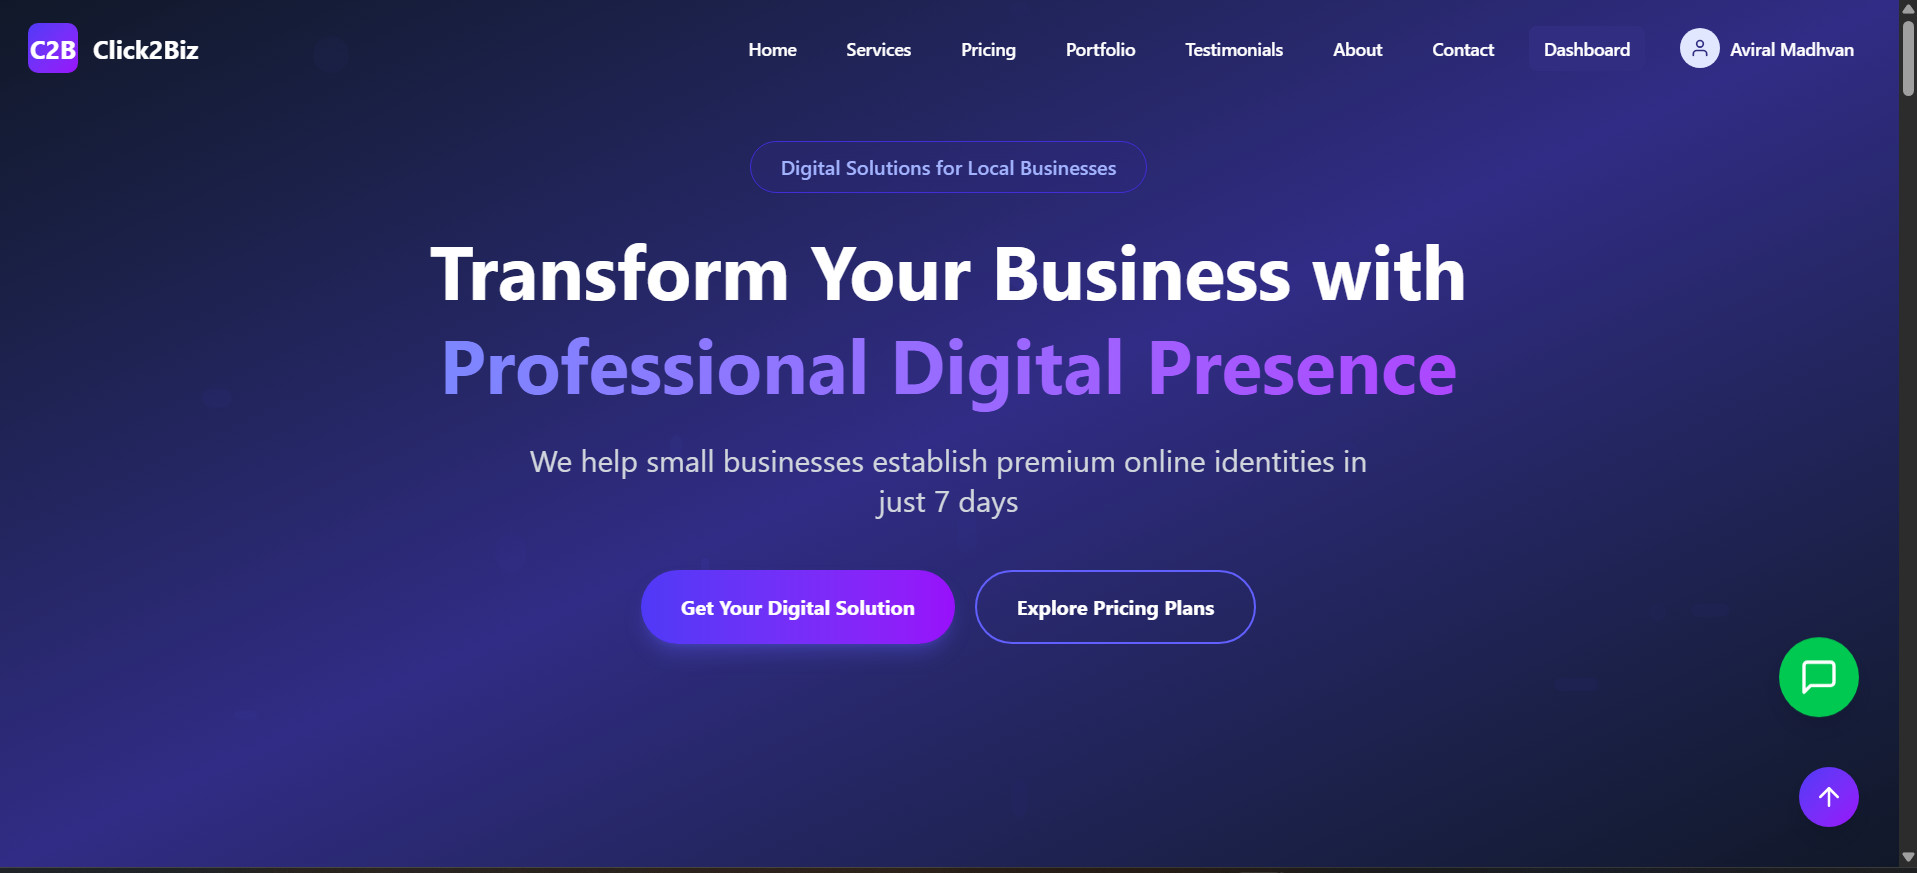 C2B Click2Biz
Home Services Pricing Portfolio Testimonials About Contact Dashboard Aviral Madhvan
Digital Solutions for Local Businesses
Transform Your Business with
Professional Digital Presence
We help small businesses establish premium online identities in
just 7 days
Get Your Digital Solution
Explore Pricing Plans